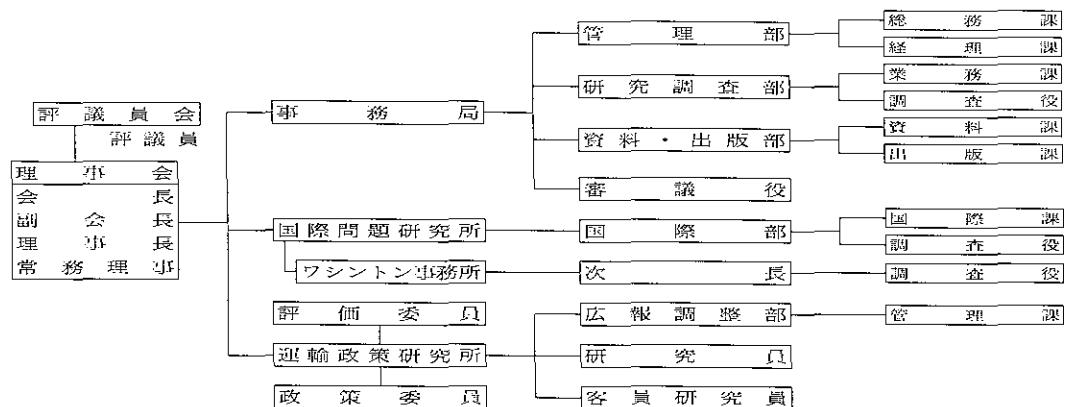 評議員会
評議員
理事会
会長
副会長
理事長
常務理事
事務局
管理部
総務課
経理課
研究調査部
業務課
調査役
資料・出版部
資料課
出版課
審議役
国際問題研究所
国際部
国際課
調査役
ワシントン事務所
次長
調査役
評価委員
運輸政策研究所
政策委員
広報調整部
管理課
研究員
客員研究員